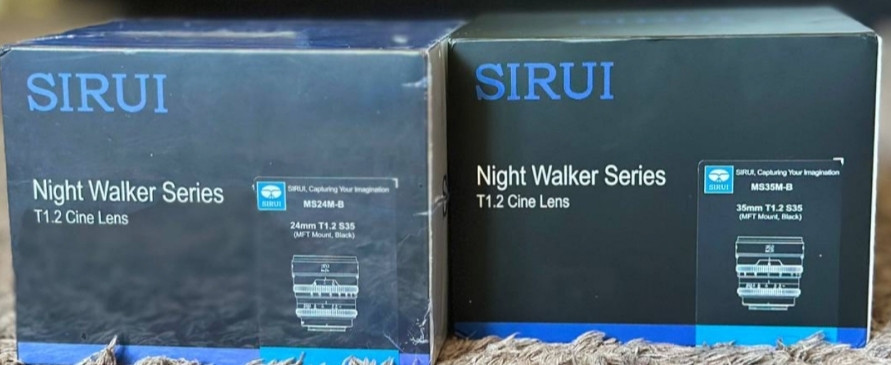 SIRUI
Night Walker Series
T1.2 Cine Lens
SIRUI
SIRUI, Capturing Your Imagination
MS24M-B
24mm T1.2 S35
(MFT Mount, Black)
SIRUI
Night Walker Series
T1.2 Cine Lens
SIRUI
SIRUI, Capturing Your Imagination
MS35M-B
35mm T1.2 S35
(MFT Mount, Black)